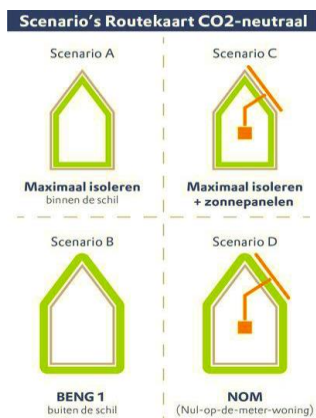 Scenario's Routekaart CO2-neutraal
Scenario A
Maximaal isoleren
binnen de schil
Scenario C
Maximaal isoleren
+ zonnepanelen
Scenario B
BENG 1
buiten de schil
Scenario D
NOM
(Nul-op-de-meter-woning)